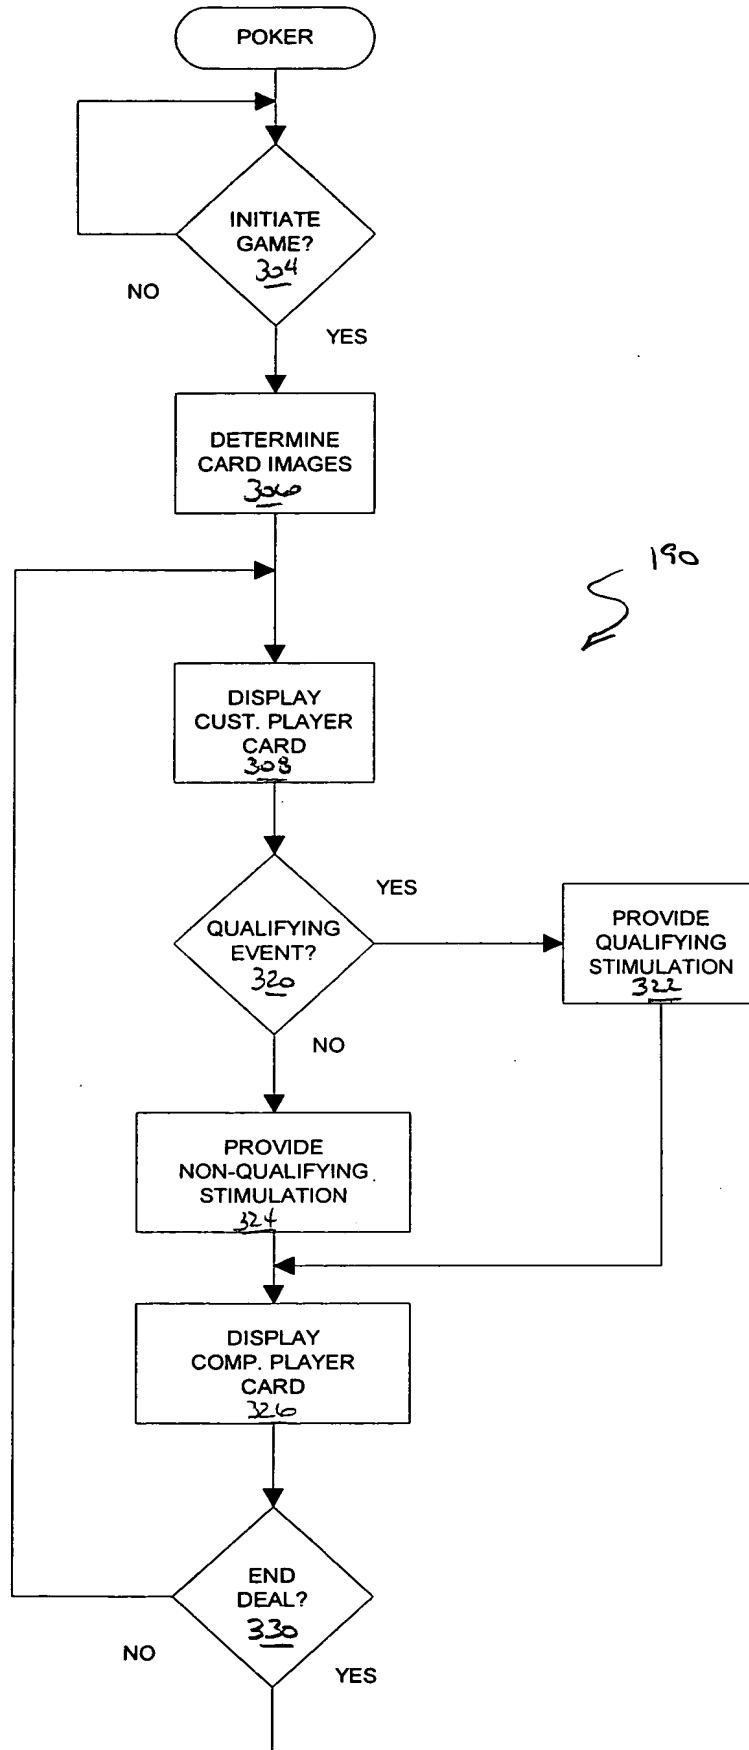 POKER
INITIATE
GAME?
304
NO
YES
DETERMINE
CARD IMAGES
306
190
DISPLAY
CUST. PLAYER
CARD
308
YES
QUALIFYING
EVENT?
320
PROVIDE
QUALIFYING
STIMULATION
322
NO
PROVIDE
NON-QUALIFYING
STIMULATION
324
DISPLAY
COMP. PLAYER
CARD
326
END
DEAL?
330
NO
YES